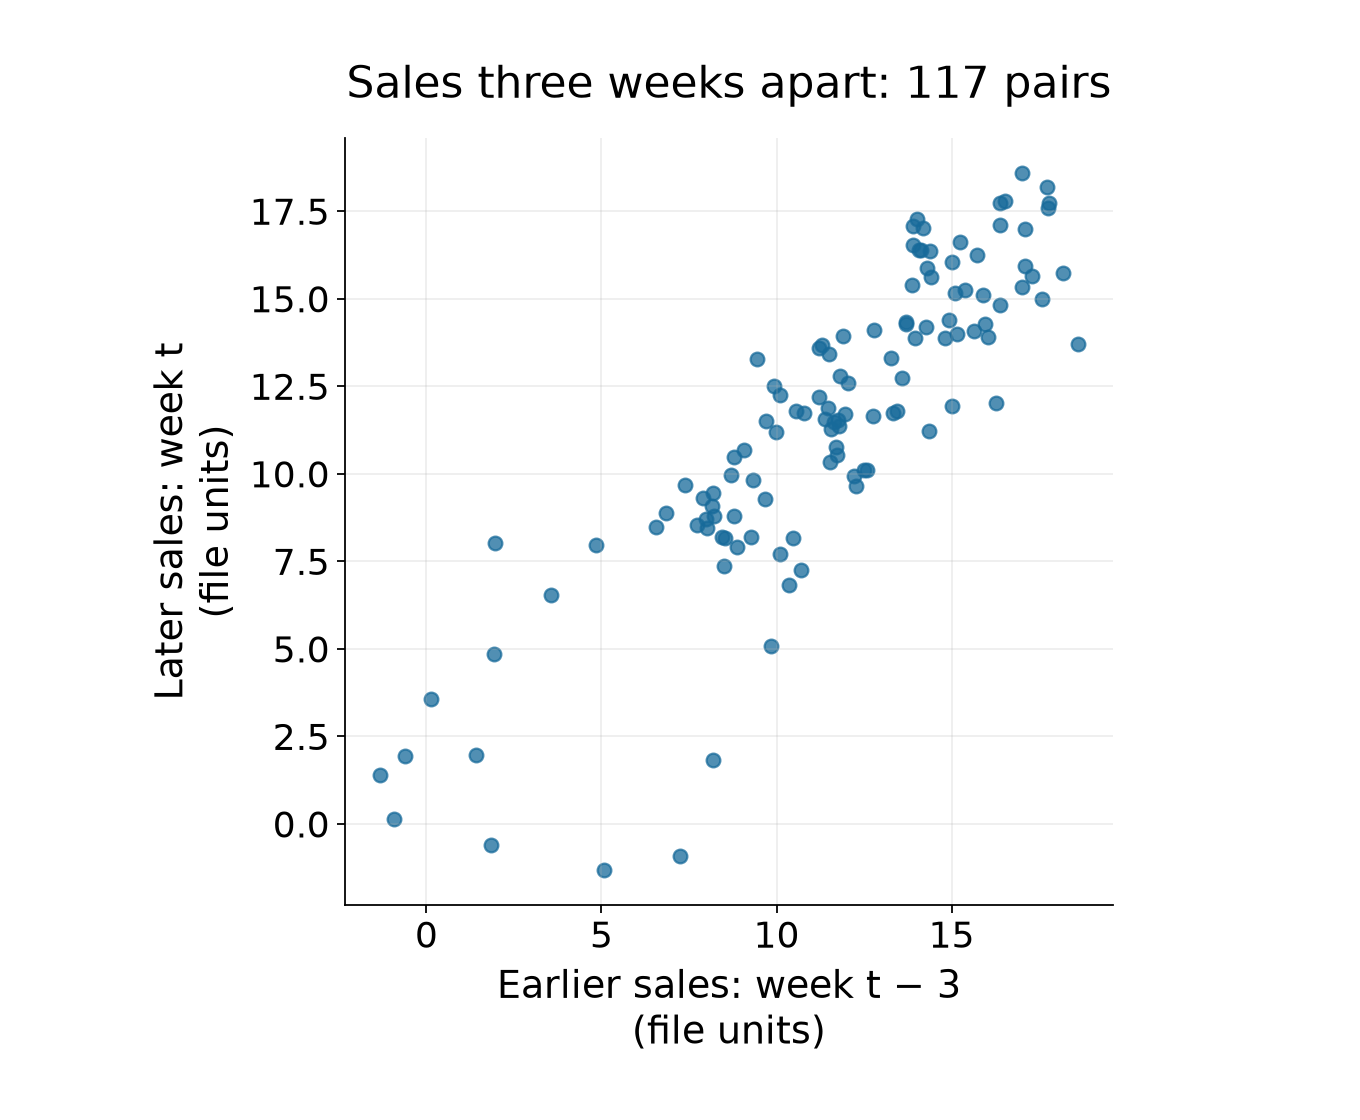 Sales three weeks apart: 117 pairs
Later sales: week t
(file units)
17.5
15.0
12.5
10.0
7.5
5.0
2.5
0.0
0 5 10 15
Earlier sales: week t − 3
(file units)